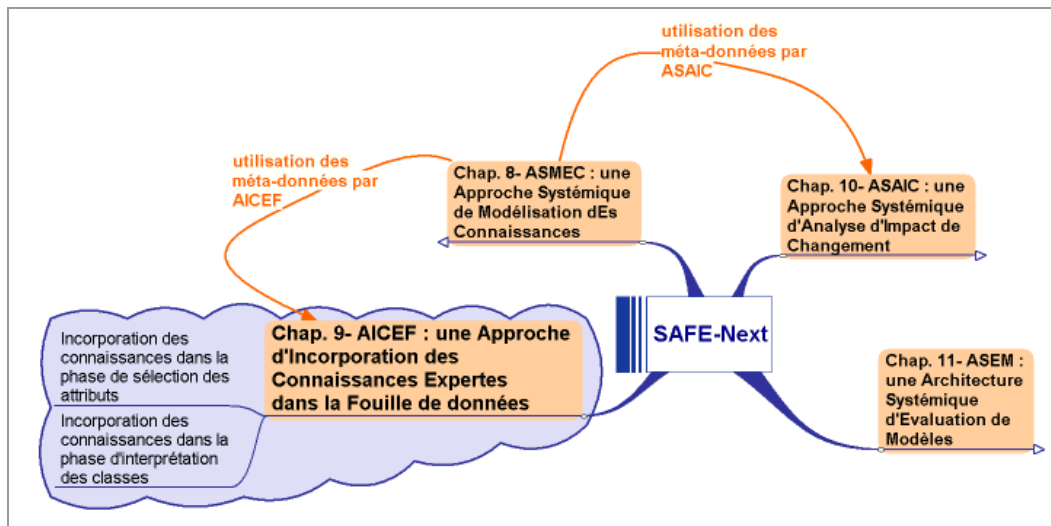 utilisation des
méta-données par
ASAIC
utilisation des
méta-données par
AICEF
Chap. 8- ASMEC : une
Approche Systémique
de Modélisation dEs
Connaissances
Chap. 10- ASAIC : une
Approche Systémique
d'Analyse d'Impact de
Changement
Chap. 9- AICEF : une Approche
d'Incorporation des
Connaissances Expertes
dans la Fouille de données
Incorporation des
connaissances dans la
phase de sélection des
attributs
Incorporation des
connaissances dans la
phase d'interprétation
des classes
SAFE-Next
Chap. 11- ASEM :
une Architecture
Systémique
d'Evaluation de
Modèles